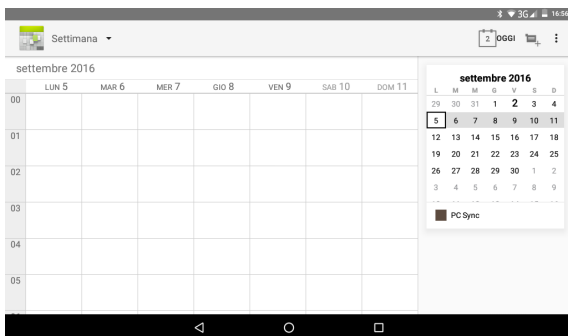 3G 16:56
Settimana 2 OGGI
settembre 2016
LUN 5 MAR 6 MER 7 GIO 8 VEN 9 SAB 10 DOM 11
00
01
02
03
04
05
settembre 2016
L M M G V S D
29 30 31 1 2 3 4
5 6 7 8 9 10 11
12 13 14 15 16 17 18
19 20 21 22 23 24 25
26 27 28 29 30 1 2
3 4 5 6 7 8 9
PC Sync